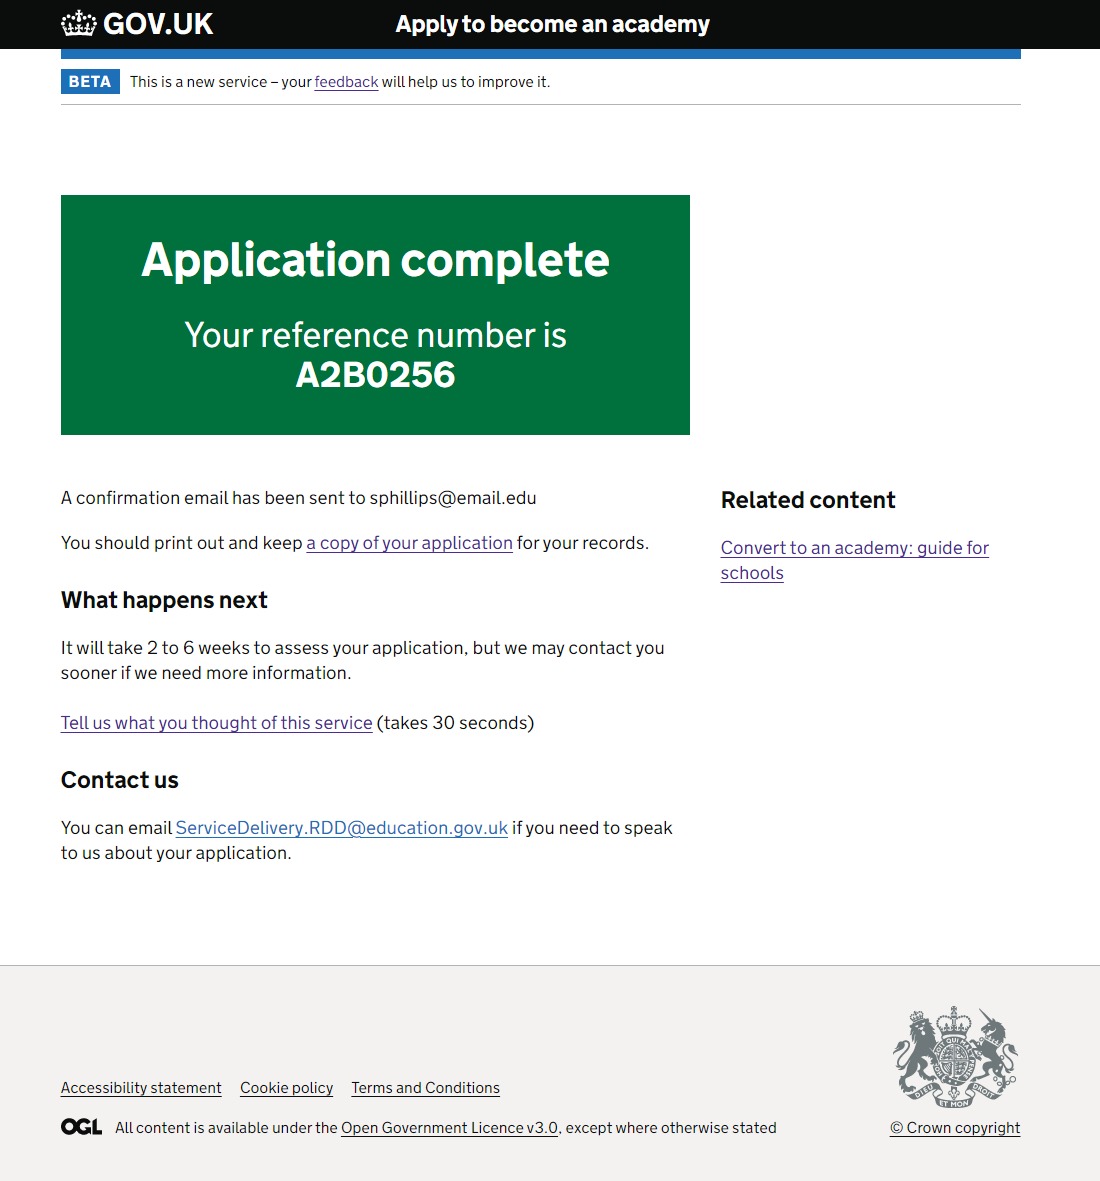 GOV.UK
Apply to become an academy
BETA This is a new service – your feedback will help us to improve it.
Application complete
Your reference number is
A2B0256
A confirmation email has been sent to sphillips@email.edu
You should print out and keep a copy of your application for your records.
What happens next
It will take 2 to 6 weeks to assess your application, but we may contact you
sooner if we need more information.
Tell us what you thought of this service (takes 30 seconds)
Contact us
You can email ServiceDelivery.RDD@education.gov.uk if you need to speak
to us about your application.
Related content
Convert to an academy: guide for
schools
Accessibility statement Cookie policy Terms and Conditions
OGL All content is available under the Open Government Licence v3.0, except where otherwise stated
© Crown copyright